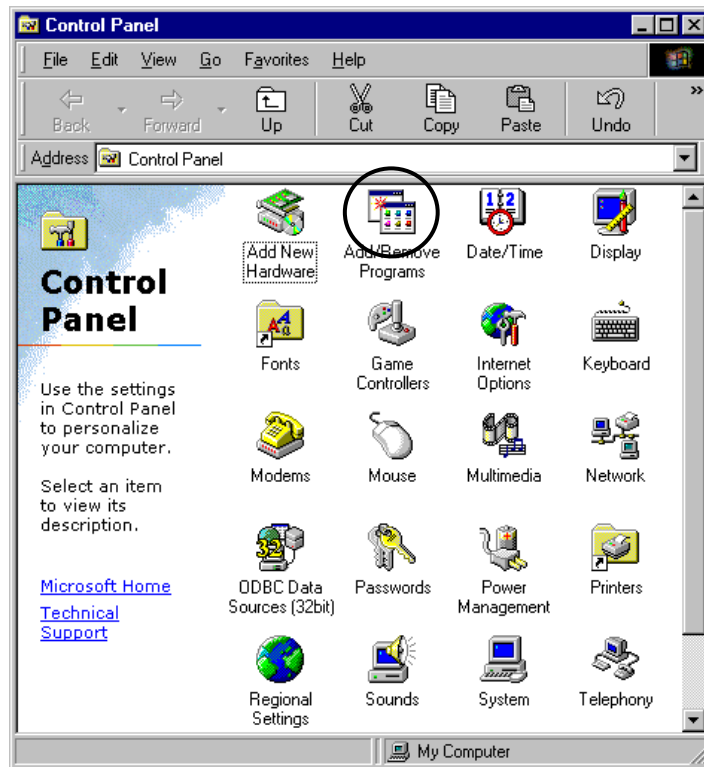 Control Panel
File Edit View Go Favorites Help
Back Forward Up Cut Copy Paste Undo »
Address Control Panel
Control
Panel
Use the settings
in Control Panel
to personalize
your computer.
Select an item
to view its
description.
Microsoft Home
Technical
Support
Add New
Hardware
Add/Remove
Programs
Date/Time
Display
Fonts
Game
Controllers
Internet
Options
Keyboard
Modems
Mouse
Multimedia
Network
ODBC Data
Sources (32bit)
Passwords
Power
Management
Printers
Regional
Settings
Sounds
System
Telephony
My Computer